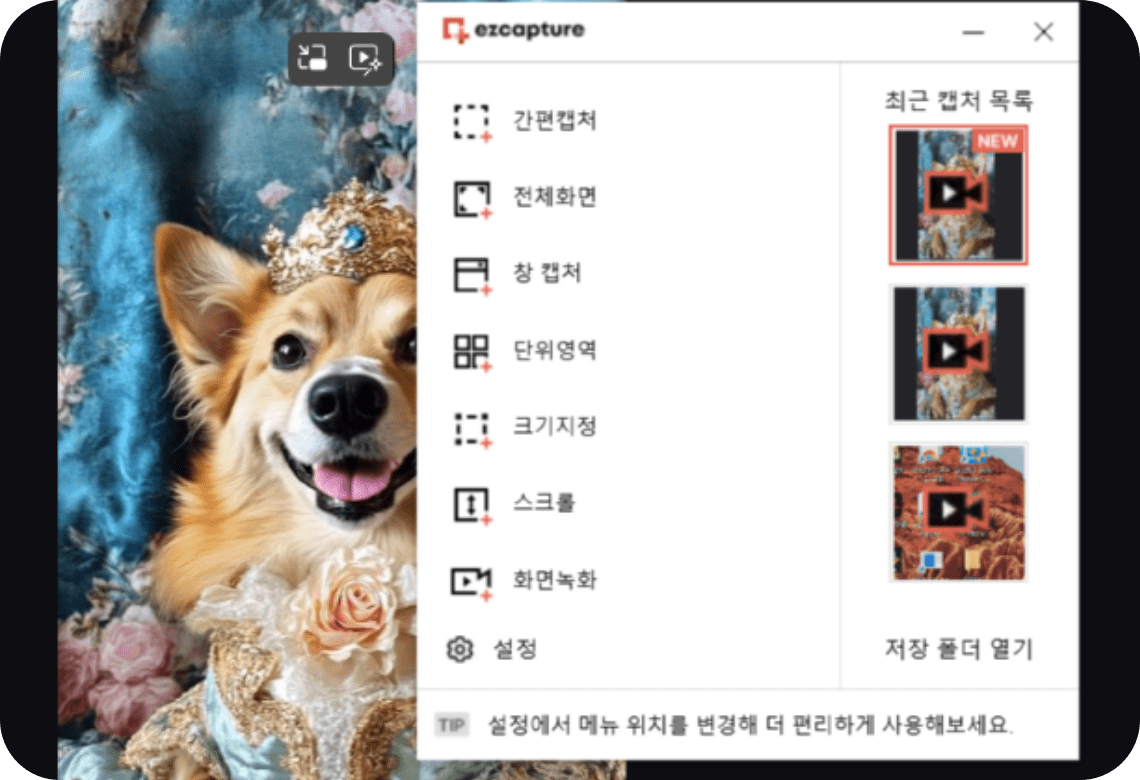 ezcapture
간편캡처
전체화면
창 캡처
단위영역
크기지정
스크롤
화면녹화
설정
최근 캡처 목록
NEW
저장 폴더 열기
TIP 설정에서 메뉴 위치를 변경해 더 편리하게 사용해보세요.